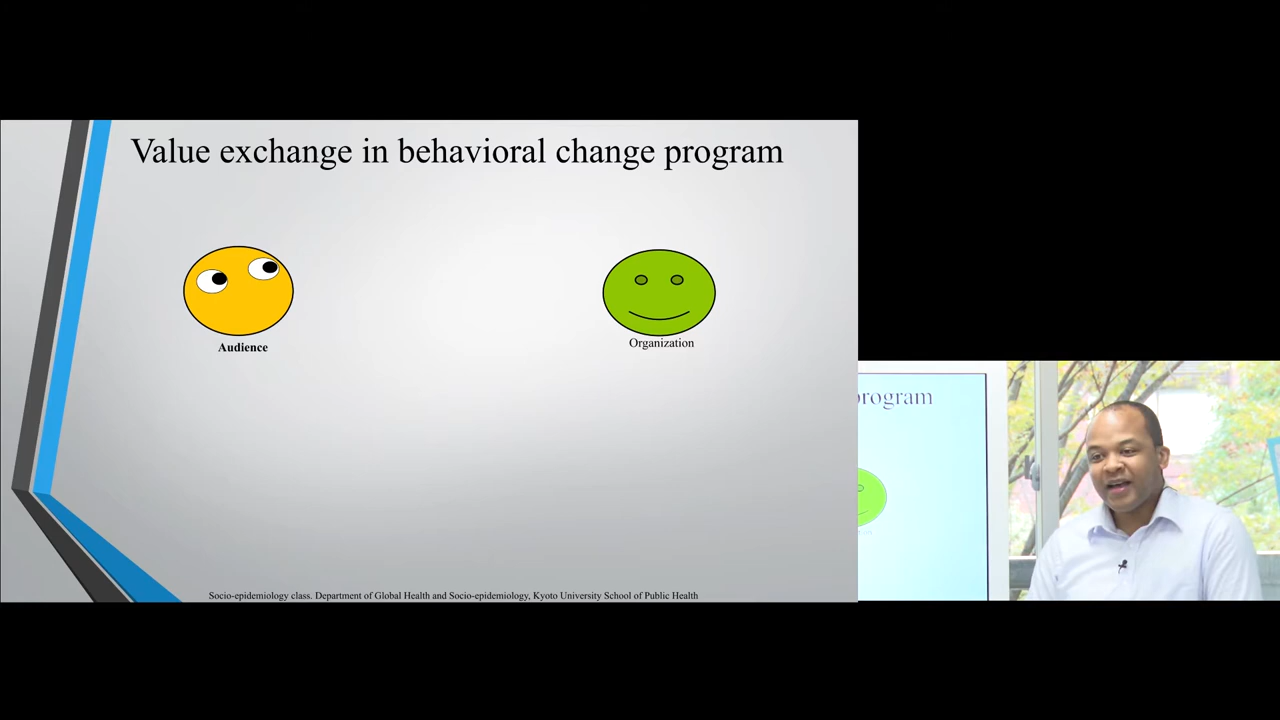 Value exchange in behavioral change program
Audience
Organization
Socio-epidemiology class. Department of Global Health and Socio-epidemiology, Kyoto University School of Public Health
program